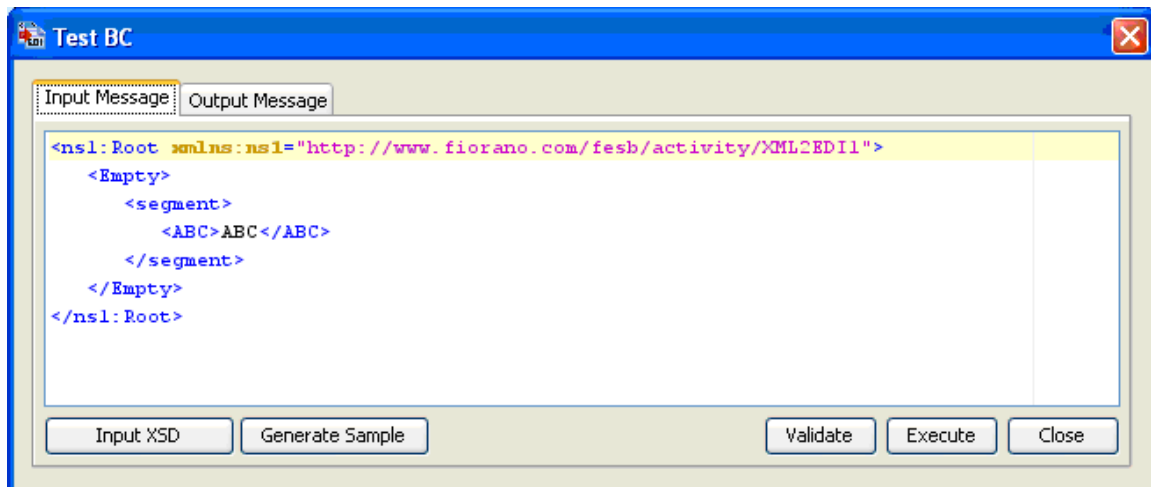 Test BC
Input Message Output Message
<ns1:Root xmlns:ns1="http://www.fiorano.com/fesb/activity/XML2EDI1">
<Empty>
<segment>
<ABC>ABC</ABC>
</segment>
</Empty>
</ns1:Root>
Input XSD Generate Sample Validate Execute Close